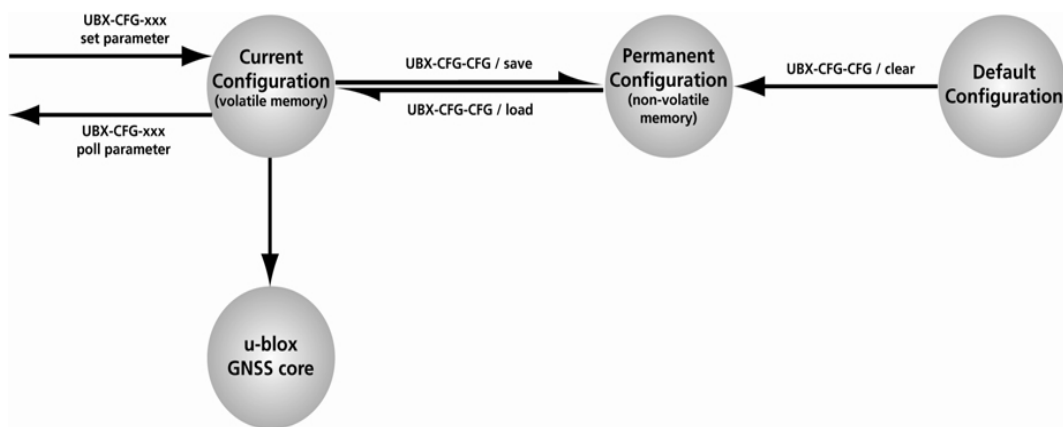 UBX-CFG-xxx
set parameter
UBX-CFG-xxx
poll parameter
Current
Configuration
(volatile memory)
UBX-CFG-CFG / save
UBX-CFG-CFG / load
Permanent
Configuration
(non-volatile
memory)
UBX-CFG-CFG / clear
Default
Configuration
u-blox
GNSS core